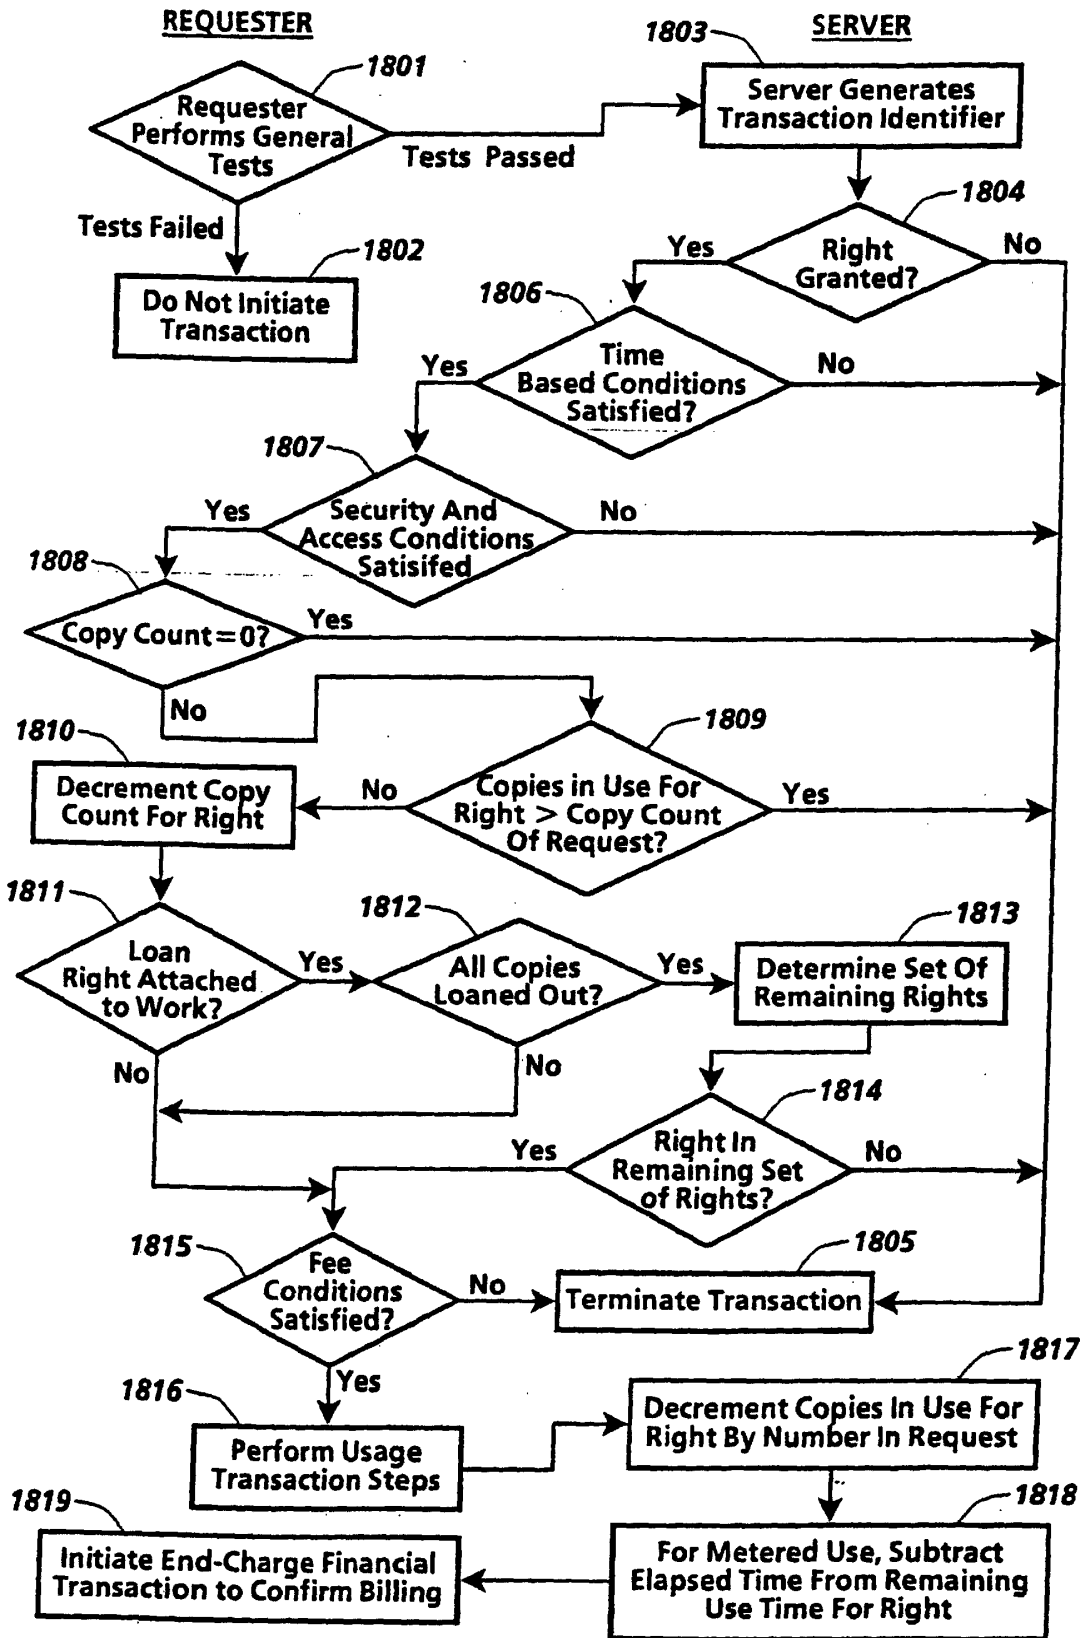 REQUESTER
SERVER
1801
1803
Requester
Performs General
Tests
Server Generates
Transaction Identifier
Tests Passed
Tests Failed
1802
1804
Do Not Initiate
Transaction
Yes
Right
Granted?
No
1806
Yes
Time
Based Conditions
Satisfied?
No
1807
Yes
Security And
Access Conditions
Satisifed
No
1808
Copy Count=0?
Yes
No
1809
1810
Decrement Copy
Count For Right
No
Copies in Use For
Right > Copy Count
Of Request?
Yes
1811
1812
1813
Loan
Right Attached
to Work?
Yes
All Copies
Loaned Out?
Yes
Determine Set Of
Remaining Rights
No
No
1814
Yes
Right In
Remaining Set
of Rights?
No
1815
1805
Fee
Conditions
Satisfied?
No
Terminate Transaction
Yes
1816
1817
Perform Usage
Transaction Steps
Decrement Copies In Use For
Right By Number In Request
1819
1818
Initiate End-Charge Financial
Transaction to Confirm Billing
For Metered Use, Subtract
Elapsed Time From Remaining
Use Time For Right